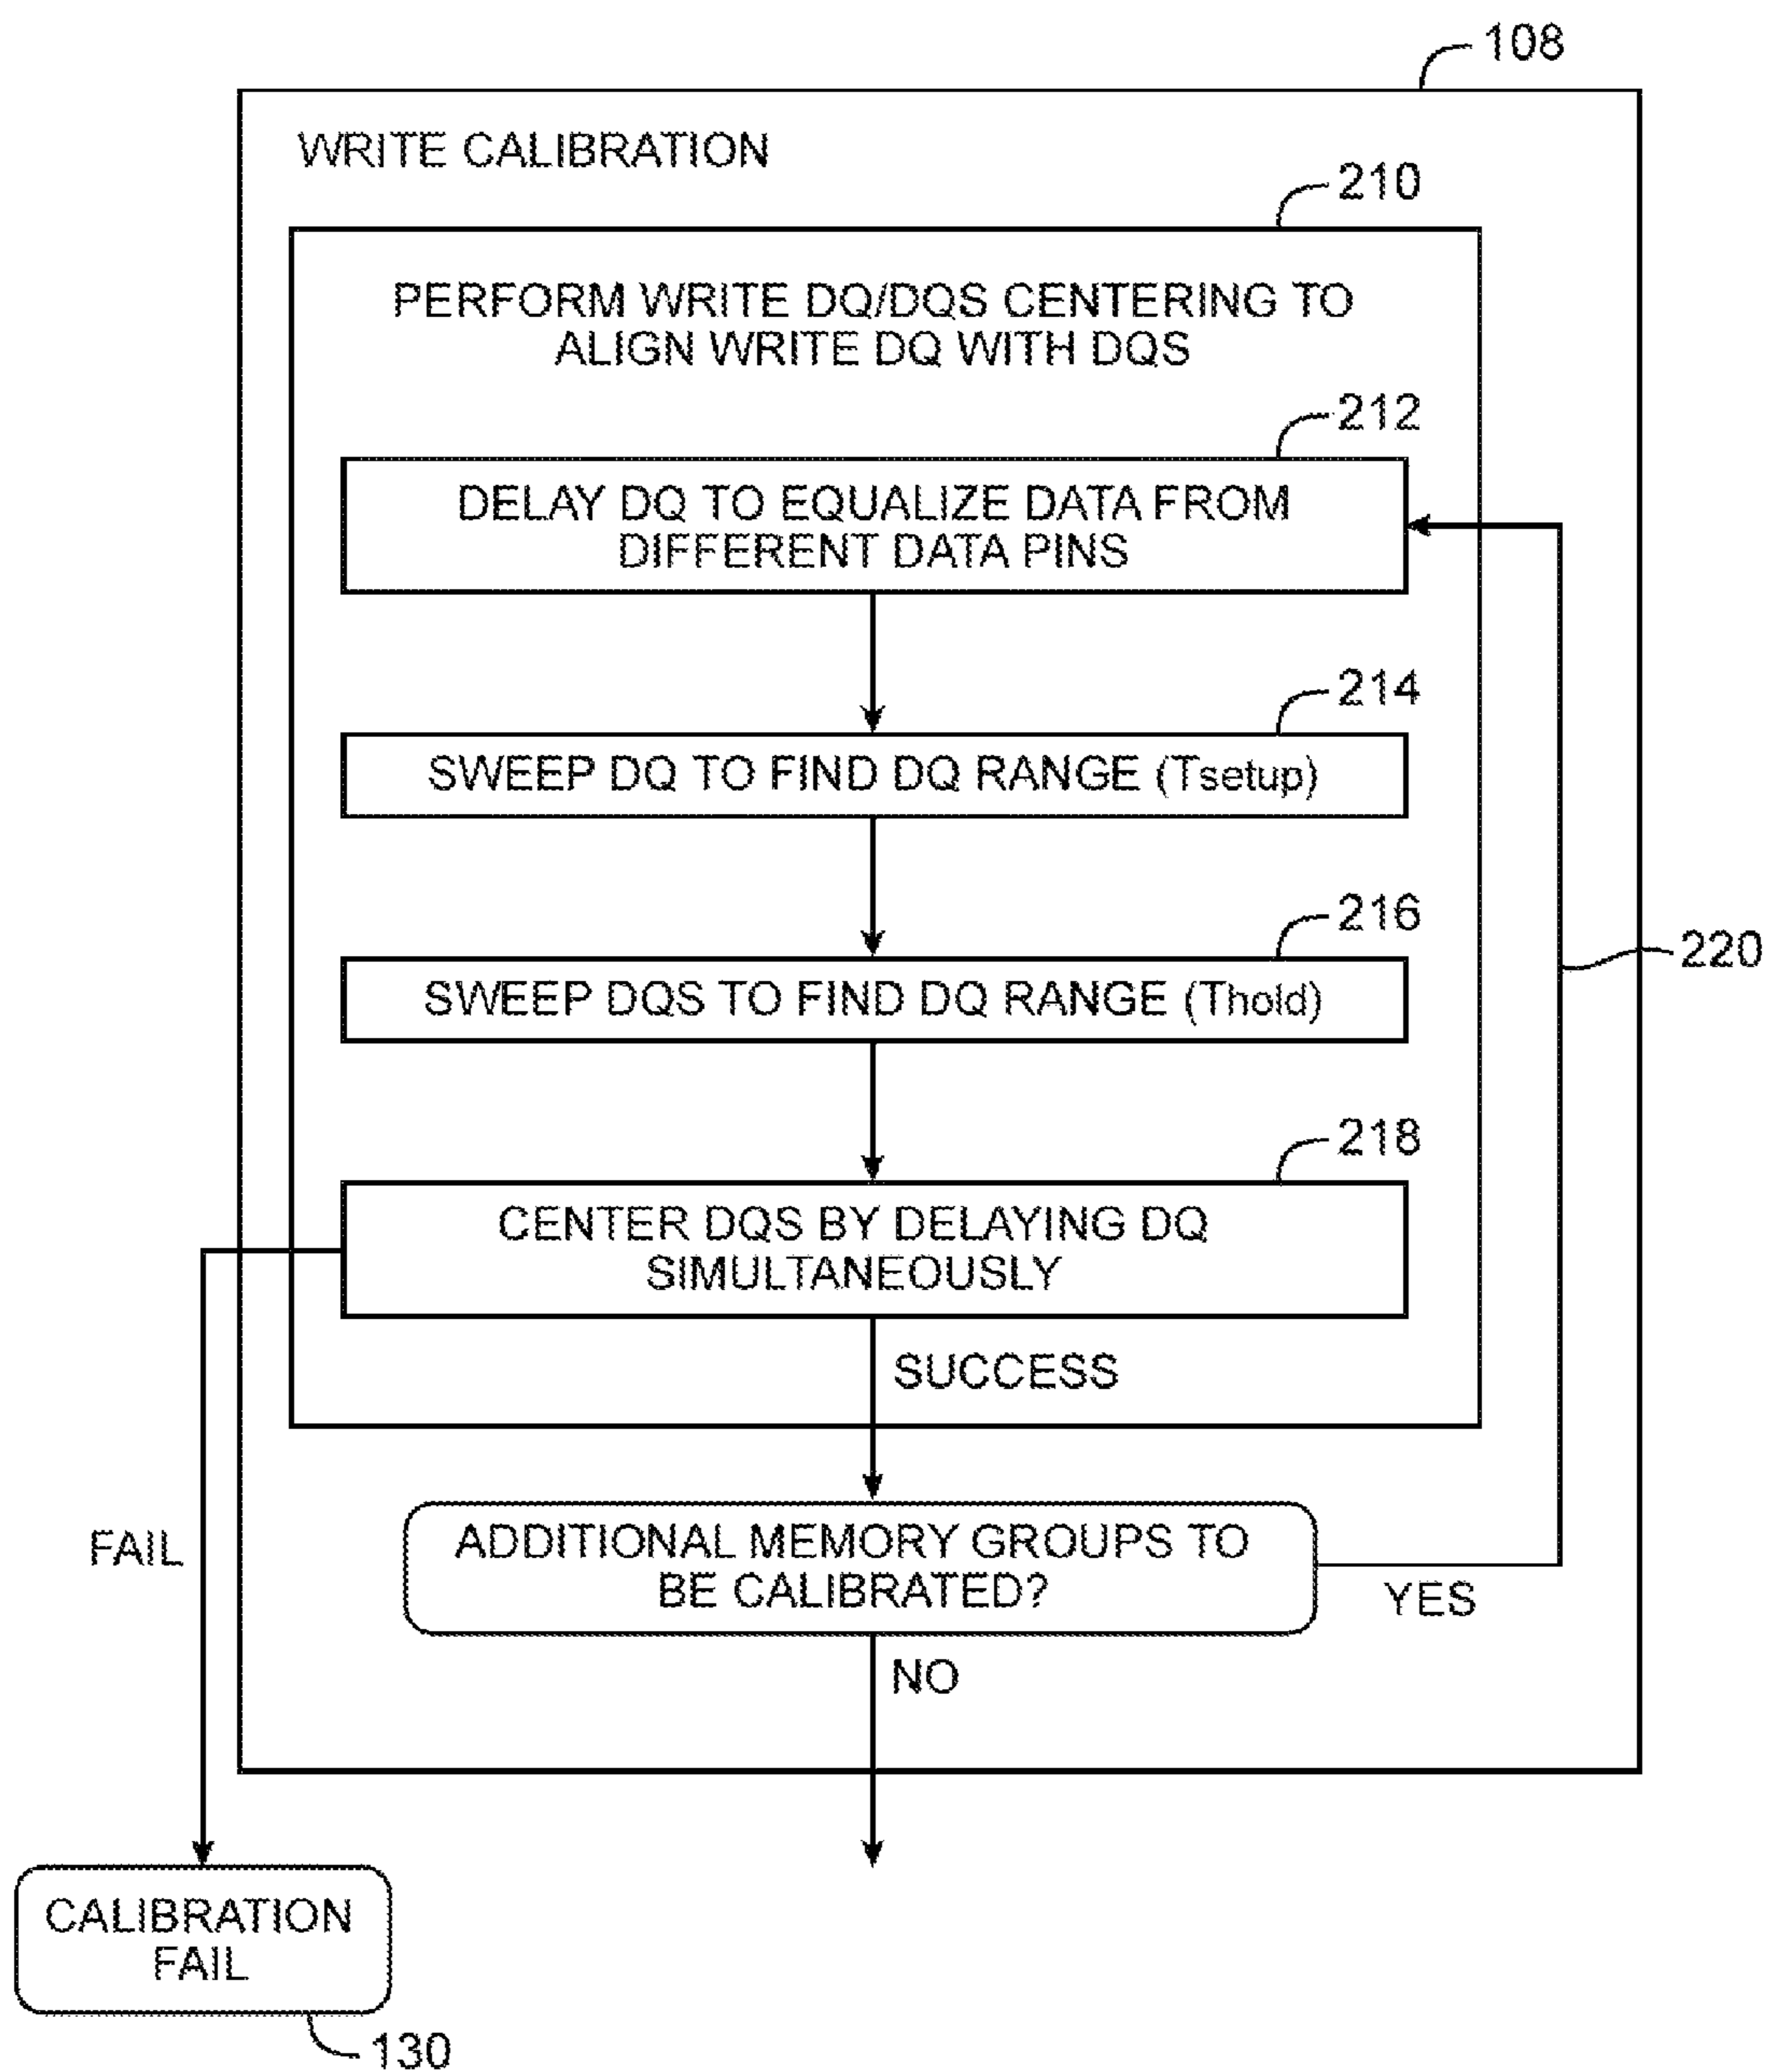 108
WRITE CALIBRATION
210
PERFORM WRITE DQ/DQS CENTERING TO
ALIGN WRITE DQ WITH DQS
212
DELAY DQ TO EQUALIZE DATA FROM
DIFFERENT DATA PINS
214
SWEEP DQ TO FIND DQ RANGE (Tsetup)
216
SWEEP DQS TO FIND DQ RANGE (Thold)
220
218
CENTER DQS BY DELAYING DQ
SIMULTANEOUSLY
SUCCESS
FAIL
ADDITIONAL MEMORY GROUPS TO
BE CALIBRATED?
YES
NO
CALIBRATION
FAIL
130